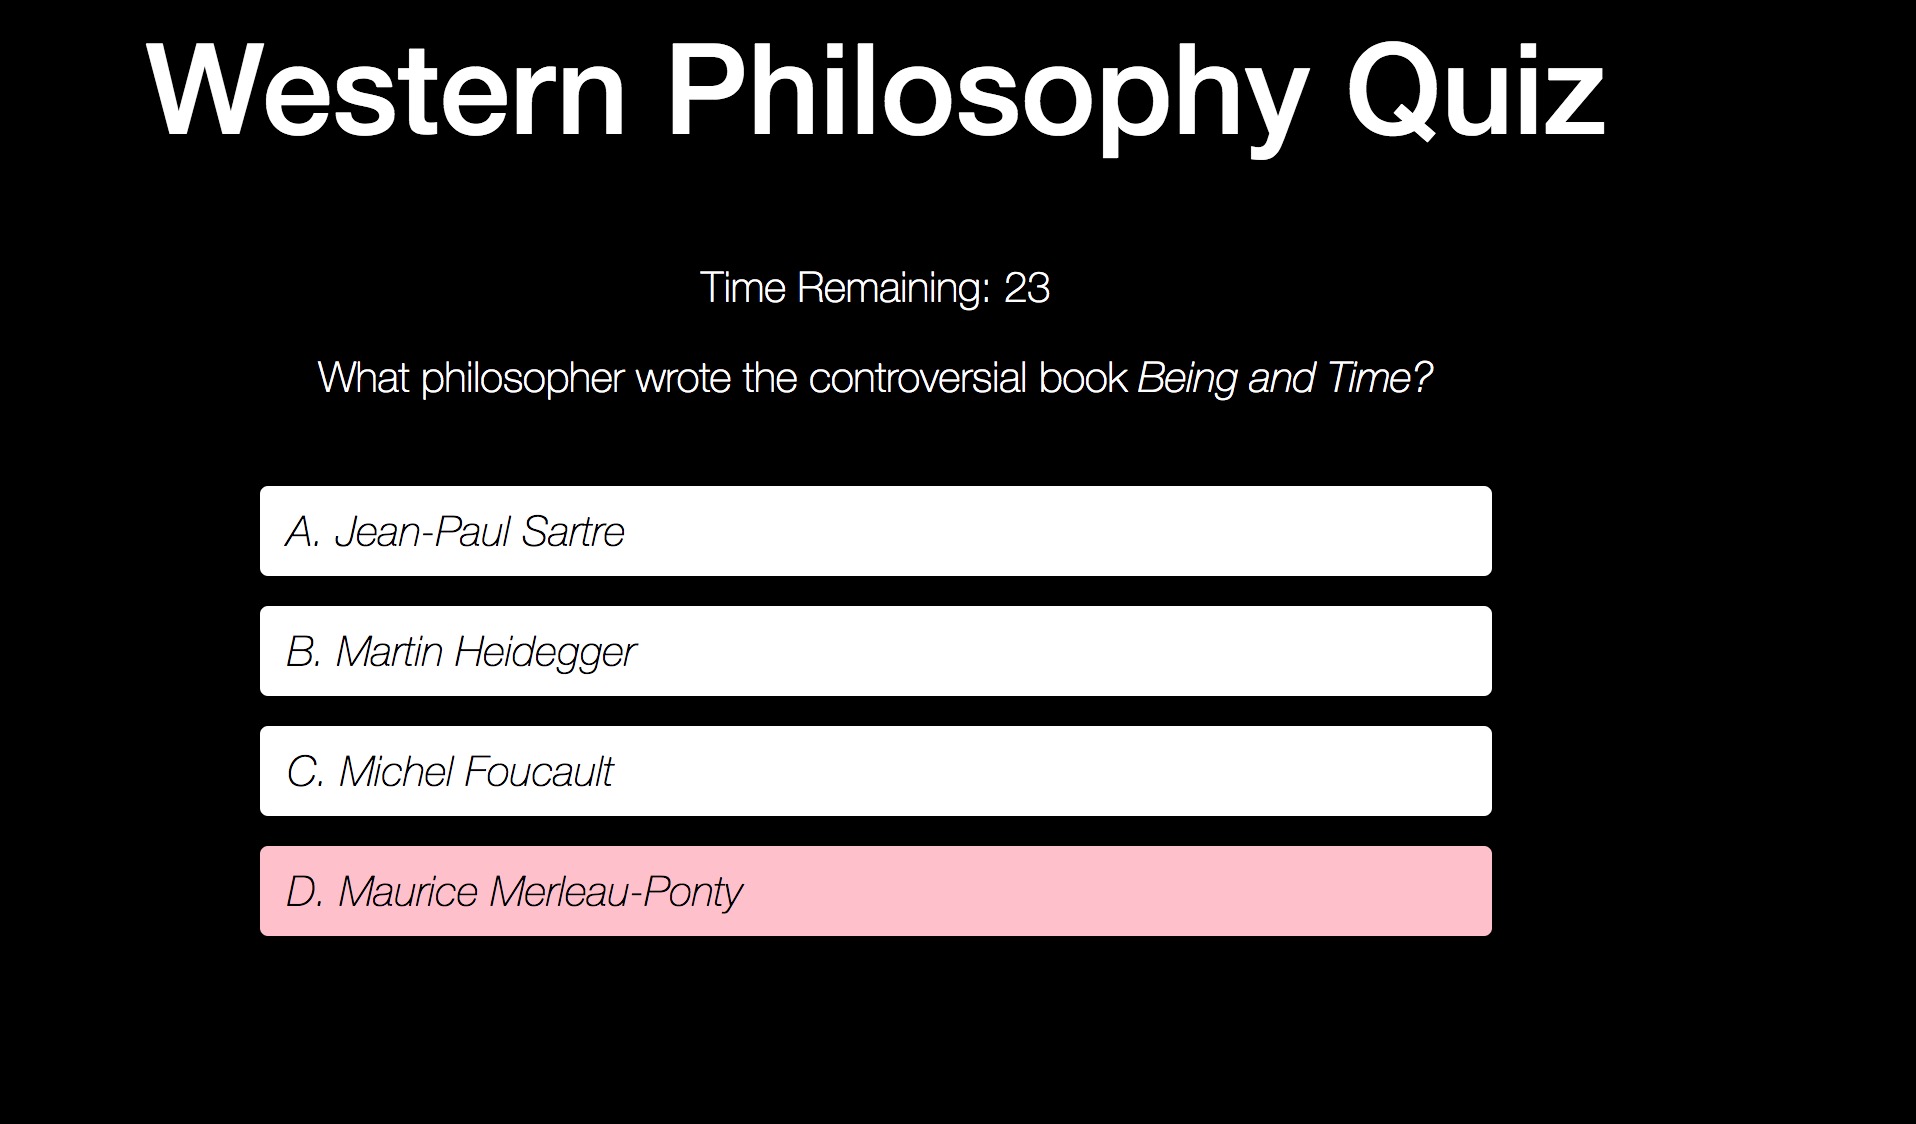 Western Philosophy Quiz
Time Remaining: 23
What philosopher wrote the controversial book Being and Time?
A. Jean-Paul Sartre
B. Martin Heidegger
C. Michel Foucault
D. Maurice Merleau-Ponty